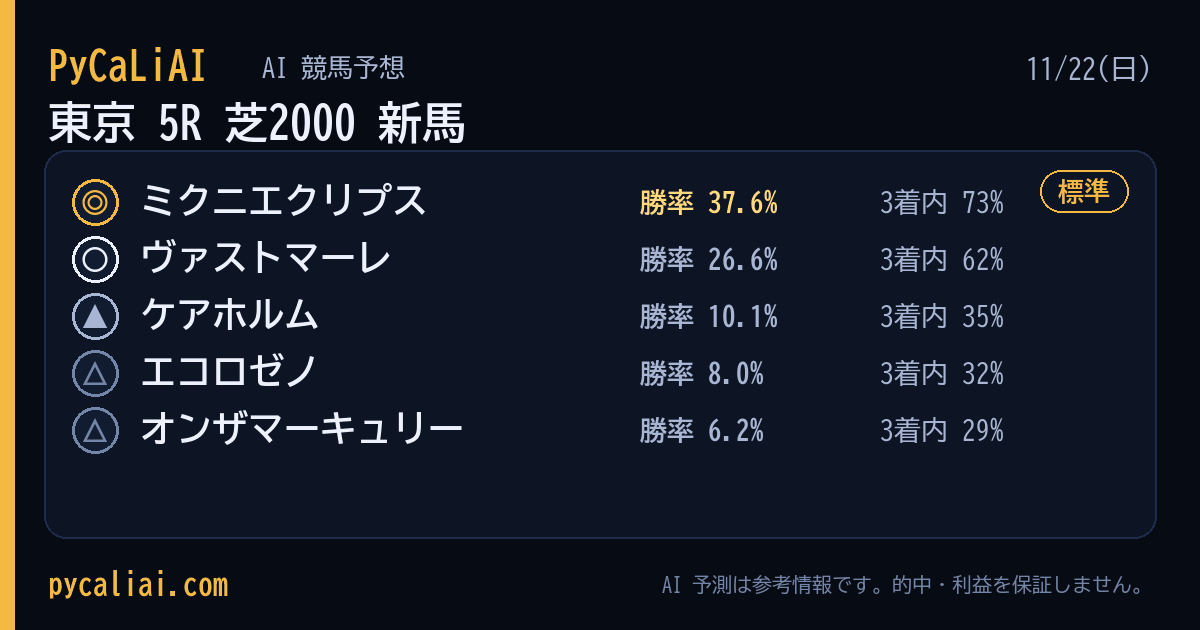 PyCaLiAI AI 競馬予想 11/22(日)
東京 5R 芝2000 新馬
◎ ミクニエクリプス 勝率 37.6% 3着内 73% 標準
○ ヴァストマーレ 勝率 26.6% 3着内 62%
▲ ケアホルム 勝率 10.1% 3着内 35%
△ エコロゼノ 勝率 8.0% 3着内 32%
△ オンザマーキュリー 勝率 6.2% 3着内 29%
pycaliai.com AI 予測は参考情報です。的中・利益を保証しません。